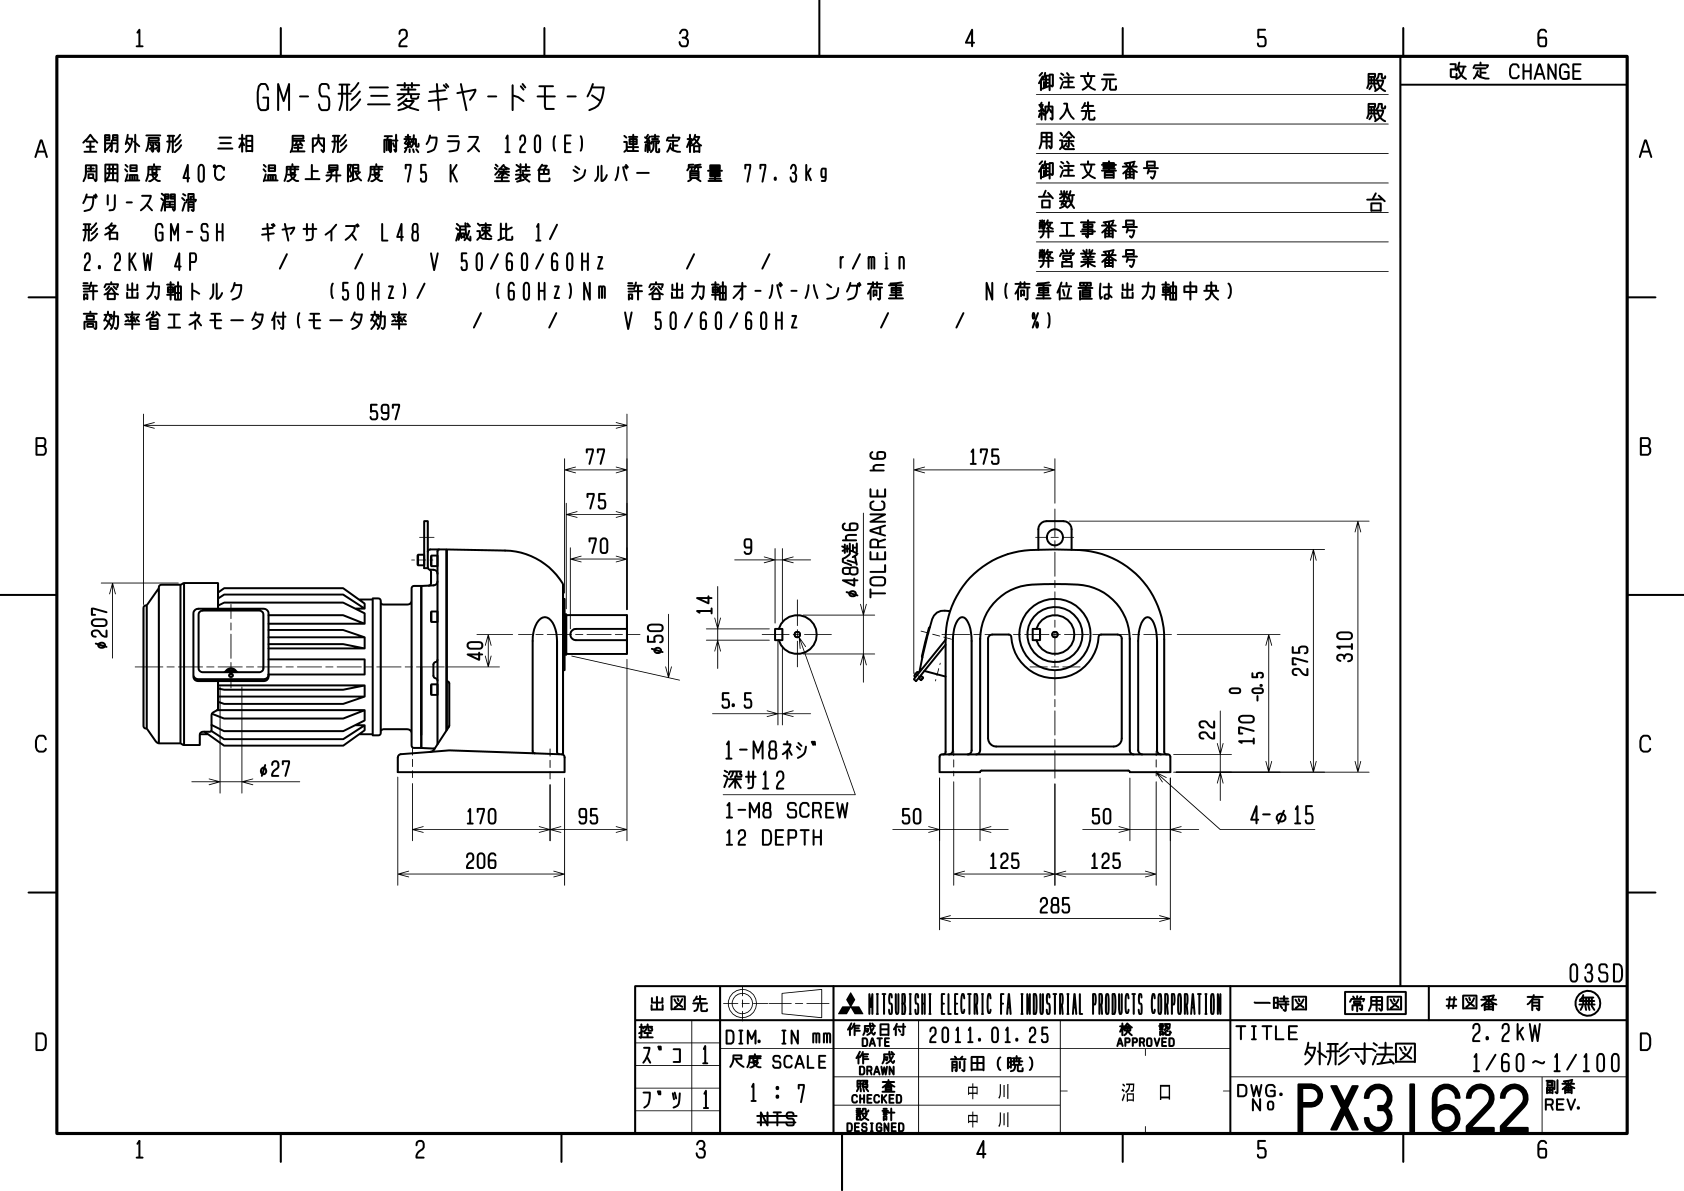 1 2 3 4 5 6
改定 CHANGE
GM-S形三菱ギヤードモータ
御注文元 殿
納入先 殿
用途
御注文書番号
台数 台
弊工事番号
弊営業番号
A A
全閉外扇形 三相 屋内形 耐熱クラス 120(E) 連続定格
周囲温度 40℃ 温度上昇限度 75 K 塗装色 シルバー 質量 77.3kg
グリース潤滑
形名 GM-SH ギヤサイズ L48 減速比 1/
2.2KW 4P / / V 50/60/60Hz / / r/min
許容出力軸トルク (50Hz)/ (60Hz)Nm 許容出力軸オーバーハング荷重 N(荷重位置は出力軸中央)
高効率省エネモータ付(モータ効率 / / V 50/60/60Hz / / %)
B B
597
77
75
70
φ207
40
φ50
φ27
170
95
206
9
14
5.5
φ48公差h6
TOLERANCE h6
1-M8ネジ
深サ12
1-M8 SCREW
12 DEPTH
175
310
275
170 0 -0.5
22
4-φ15
50 50
125 125
285
C C
03SD
D D
出図先
控
ズコ 1
ブツ 1
DIM. IN mm
尺度 SCALE
1 : 7
NTS
MITSUBISHI ELECTRIC FA INDUSTRIAL PRODUCTS CORPORATION
作成日付 DATE 2011.01.25
検認 APPROVED
作成 DRAWN 前田(暁)
照査 CHECKED 中川
設計 DESIGNED 中川
沼口
一時図 常用図 #図番 有 無
TITLE 外形寸法図
2.2kW
1/60~1/100
DWG. No PX31622
副番 REV.
1 2 3 4 5 6